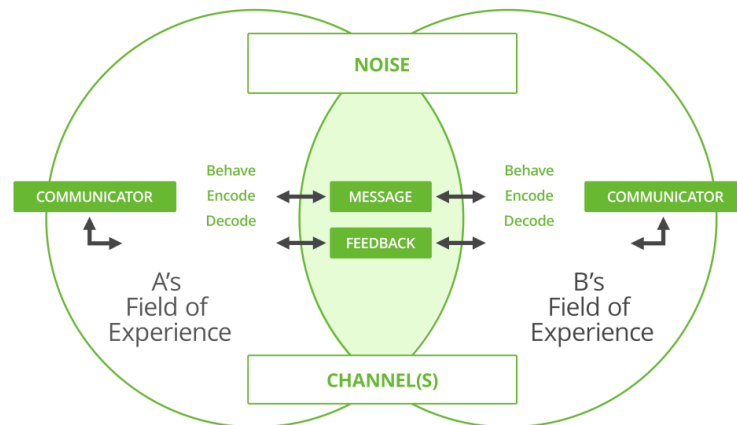 NOISE
Behave
Encode
Decode
COMMUNICATOR
MESSAGE
FEEDBACK
Behave
Encode
Decode
COMMUNICATOR
A's
Field of
Experience
B's
Field of
Experience
CHANNEL(S)